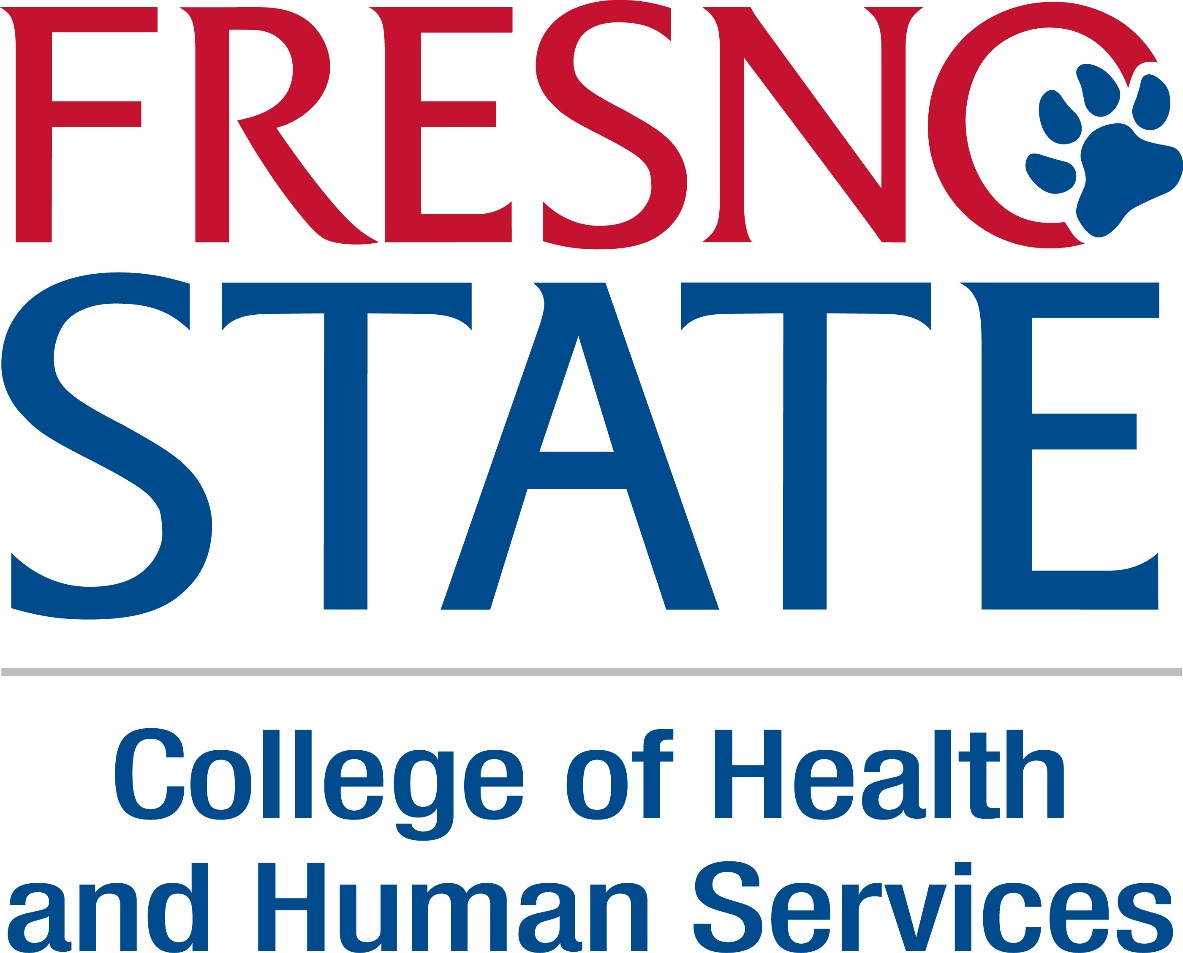 FRESNO
STATE
College of Health
and Human Services